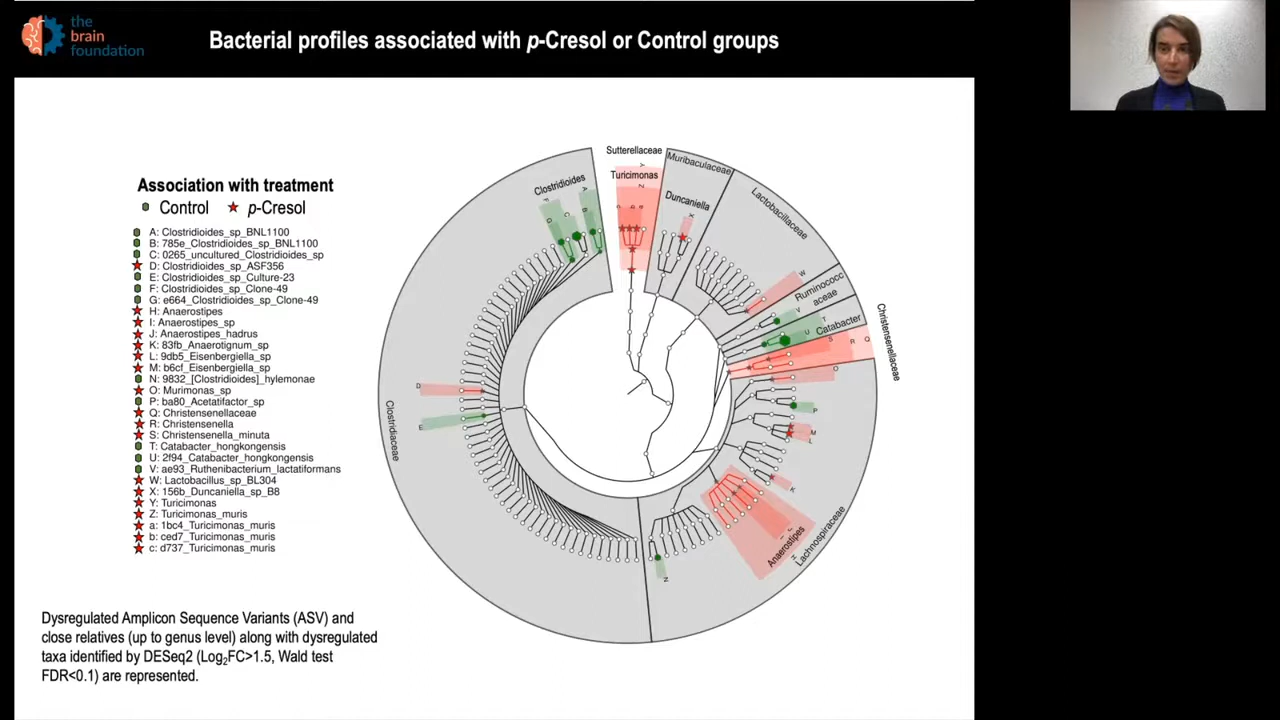 the
brain
foundation
Bacterial profiles associated with p-Cresol or Control groups
Association with treatment
Control p-Cresol
A: Clostridioides_sp_BNL1100
B: 785e_Clostridioides_sp_BNL1100
C: 0265_uncultured_Clostridioides_sp
D: Clostridioides_sp_ASF356
E: Clostridioides_sp_Culture-23
F: Clostridioides_sp_Clone-49
G: e664_Clostridioides_sp_Clone-49
H: Anaerostipes
I: Anaerostipes_sp
J: Anaerostipes_hadrus
K: 83fb_Anaerotignum_sp
L: 9db5_Eisenbergiella_sp
M: b6cf_Eisenbergiella_sp
N: 9832_[Clostridioides]_hylemonae
O: Murimonas_sp
P: ba80_Acetatifactor_sp
Q: Christensenellaceae
R: Christensenella
S: Christensenella_minuta
T: Catabacter_hongkongensis
U: 2f94_Catabacter_hongkongensis
V: ae93_Ruthenibacterium_lactatiformans
W: Lactobacillus_sp_BL304
X: 156b_Duncaniella_sp_B8
Y: Turicimonas
Z: Turicimonas_muris
a: 1bc4_Turicimonas_muris
b: ced7_Turicimonas_muris
c: d737_Turicimonas_muris
Sutterellaceae
Turicimonas
Muribaculaceae
Duncaniella
Lactobacillaceae
Ruminococc
aceae
Catabacter
Christensenellaceae
Lachnospiraceae
Anaerostipes
Clostridiaceae
Clostridioides
Dysregulated Amplicon Sequence Variants (ASV) and
close relatives (up to genus level) along with dysregulated
taxa identified by DESeq2 (Log2FC>1.5, Wald test
FDR<0.1) are represented.